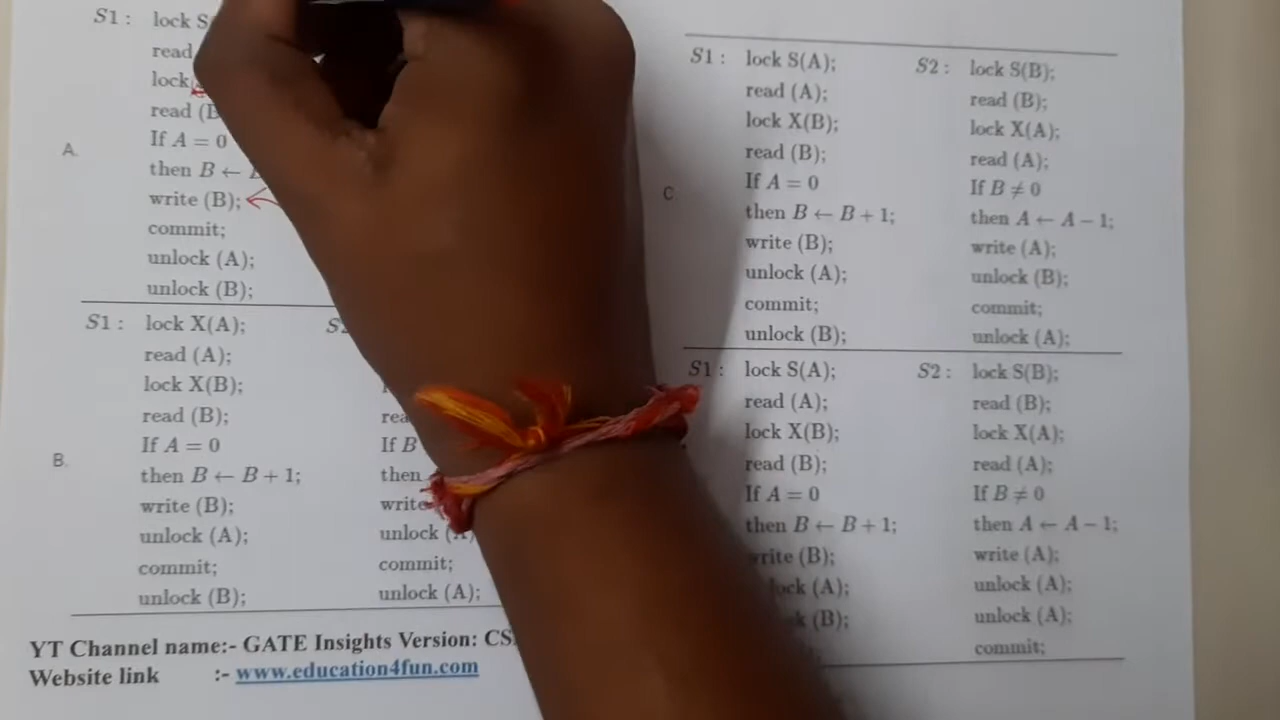 S1 : lock
read
lock
read
If A = 0
then B ←
write (B);
commit;
unlock (A);
unlock (B);
A.
S1 : lock X(A);
read (A);
lock X(B);
read (B);
If A = 0
then B ← B + 1;
write (B);
unlock (A);
commit;
unlock (B);
B.
If B
then
write
unlock
commit;
unlock (A);
S1 : lock S(A);
read (A);
lock X(B);
read (B);
If A = 0
then B ← B + 1;
write (B);
unlock (A);
commit;
unlock (B);
C
S2 : lock S(B);
read (B);
lock X(A);
read (A);
If B ≠ 0
then A ← A − 1;
write (A);
unlock (B);
commit;
unlock (A);
S1 : lock S(A);
read (A);
lock X(B);
read (B);
If A = 0
then B ← B + 1;
write (B);
(A);
(B);
S2 : lock S(B);
read (B);
lock X(A);
read (A);
If B ≠ 0
then A ← A − 1;
write (A);
unlock (A);
unlock (A);
commit;
YT Channel name:- GATE Insights Version: CS
Website link :- www.education4fun.com